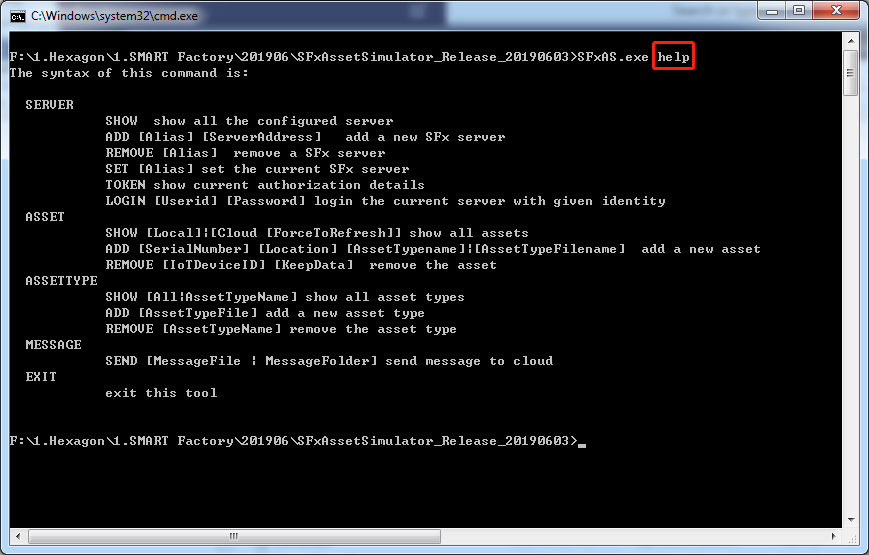 C:\Windows\system32\cmd.exe
F:\1.Hexagon\1.SMART Factory\201906\SFxAssetSimulator_Release_20190603>SFxAS.exe help
The syntax of this command is:
SERVER
SHOW  show all the configured server
ADD [Alias] [ServerAddress]   add a new SFx server
REMOVE [Alias]  remove a SFx server
SET [Alias] set the current SFx server
TOKEN show current authorization details
LOGIN [Userid] [Password] login the current server with given identity
ASSET
SHOW [Local]¦[Cloud [ForceToRefresh]] show all assets
ADD [SerialNumber] [Location] [AssetTypename]¦[AssetTypeFilename]  add a new asset
REMOVE [IoTDeviceID] [KeepData]  remove the asset
ASSETTYPE
SHOW [All¦AssetTypeName] show all asset types
ADD [AssetTypeFile] add a new asset type
REMOVE [AssetTypeName] remove the asset type
MESSAGE
SEND [MessageFile ¦ MessageFolder] send message to cloud
EXIT
exit this tool
F:\1.Hexagon\1.SMART Factory\201906\SFxAssetSimulator_Release_20190603>_